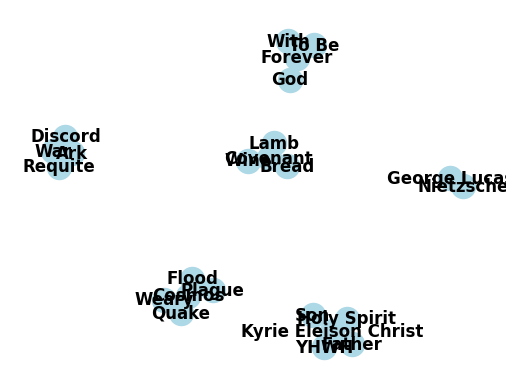 With
To Be
Forever
God
Discord
War
Ark
Requite
Lamb
Covenant
Wine
Bread
George Lucas
Nietzsche
Flood
Plague
Cosmos
Weary
Quake
Son
Holy Spirit
Kyrie Eleison Christ
YHWH
Father